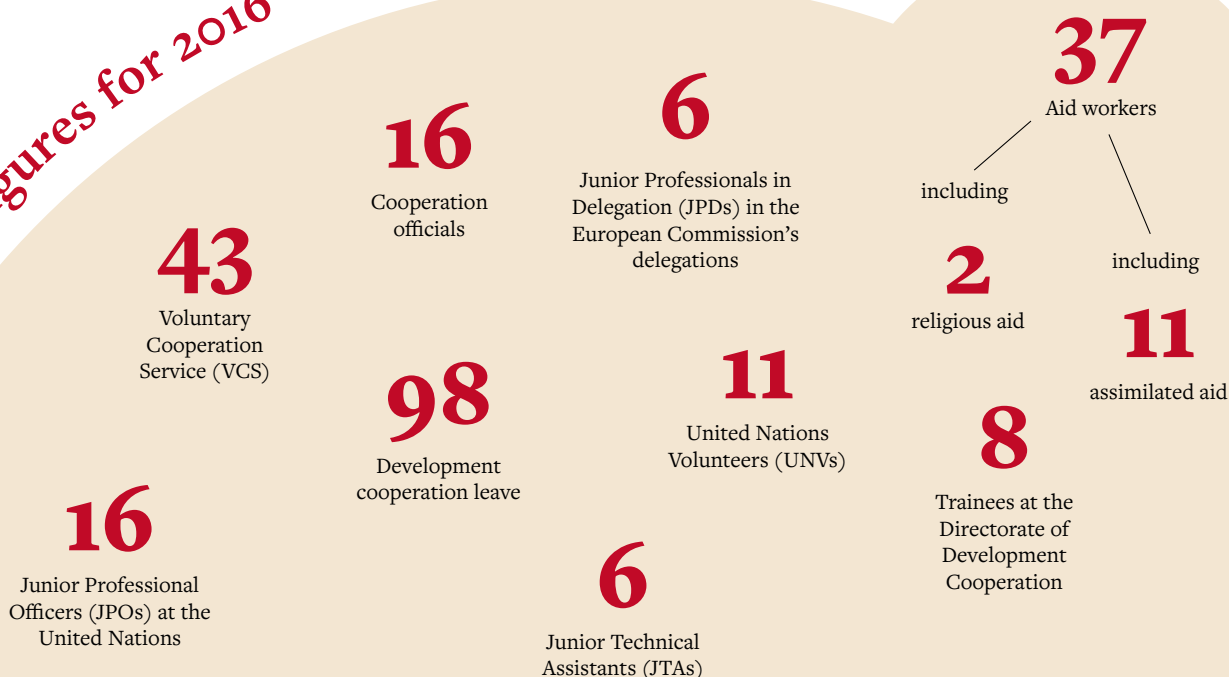 for 2016
37
Aid workers
including
2
religious aid
including
11
assimilated aid
6
Junior Professionals in
Delegation (JPDs) in the
European Commission’s
delegations
16
Cooperation
officials
43
Voluntary
Cooperation
Service (VCS)
98
Development
cooperation leave
11
United Nations
Volunteers (UNVs)
8
Trainees at the
Directorate of
Development
Cooperation
16
Junior Professional
Officers (JPOs) at the
United Nations
6
Junior Technical
Assistants (JTAs)